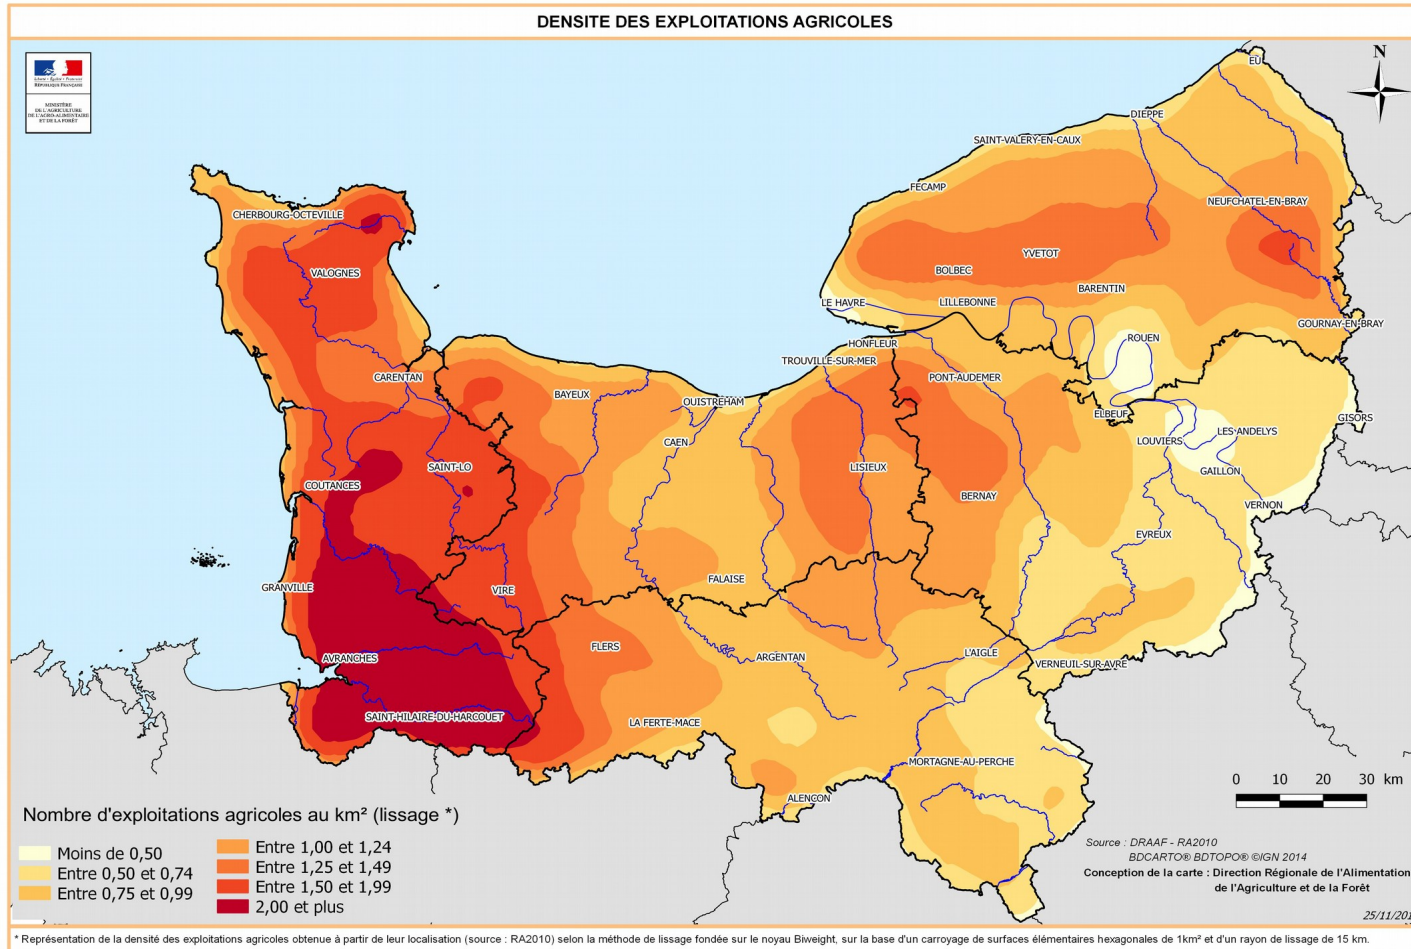 DENSITE DES EXPLOITATIONS AGRICOLES
Liberté • Égalité • Fraternité
RÉPUBLIQUE FRANÇAISE
MINISTÈRE
DE L'AGRICULTURE
DE L'AGRO-ALIMENTAIRE
ET DE LA FORÊT
N
EU
DIEPPE
SAINT-VALERY-EN-CAUX
FECAMP
NEUFCHATEL-EN-BRAY
CHERBOURG-OCTEVILLE
YVETOT
VALOGNES
BOLBEC
BARENTIN
LE HAVRE
LILLEBONNE
GOURNAY-EN-BRAY
ROUEN
HONFLEUR
TROUVILLE-SUR-MER
CARENTAN
PONT-AUDEMER
BAYEUX
OUISTREHAM
ELBEUF
GISORS
CAEN
LOUVIERS
LES ANDELYS
SAINT-LO
LISIEUX
GAILLON
COUTANCES
BERNAY
VERNON
EVREUX
FALAISE
GRANVILLE
VIRE
FLERS
L'AIGLE
AVRANCHES
ARGENTAN
VERNEUIL-SUR-AVRE
SAINT-HILAIRE-DU-HARCOUET
LA FERTE-MACE
MORTAGNE-AU-PERCHE
ALENCON
0 10 20 30 km
Nombre d'exploitations agricoles au km² (lissage *)
Moins de 0,50
Entre 0,50 et 0,74
Entre 0,75 et 0,99
Entre 1,00 et 1,24
Entre 1,25 et 1,49
Entre 1,50 et 1,99
2,00 et plus
Source : DRAAF - RA2010
BDCARTO® BDTOPO® ©IGN 2014
Conception de la carte : Direction Régionale de l'Alimentation
de l'Agriculture et de la Forêt
25/11/201
* Représentation de la densité des exploitations agricoles obtenue à partir de leur localisation (source : RA2010) selon la méthode de lissage fondée sur le noyau Biweight, sur la base d'un carroyage de surfaces élémentaires hexagonales de 1km² et d'un rayon de lissage de 15 km.